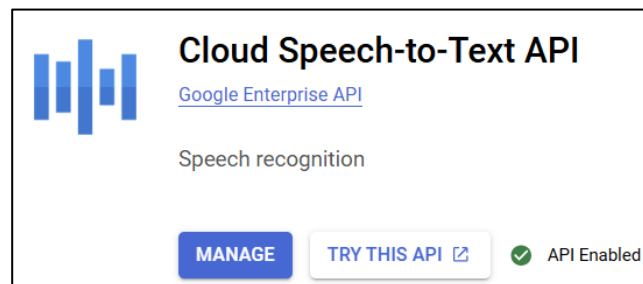 Cloud Speech-to-Text API
Google Enterprise API
Speech recognition
MANAGE TRY THIS API API Enabled